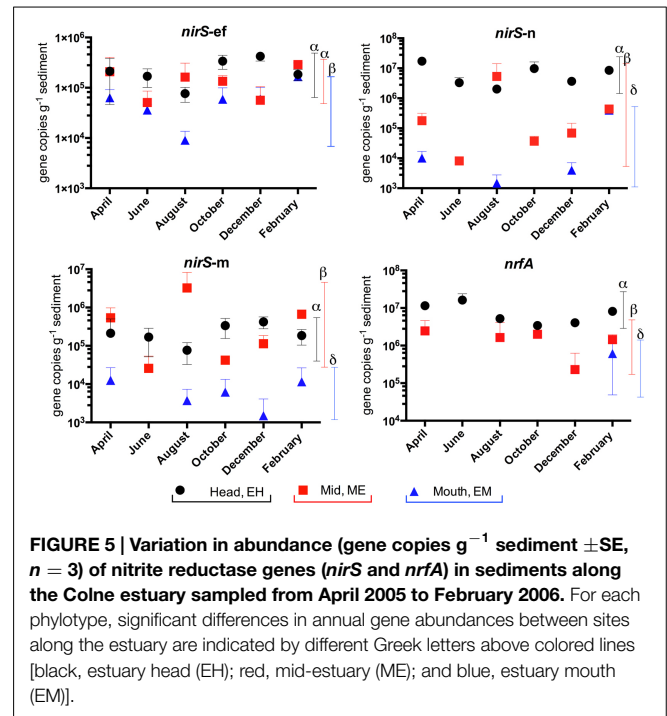 nirS-ef
gene copies g⁻¹ sediment
1×10⁶
1×10⁵
1×10⁴
1×10³
April
June
August
October
December
February
α
α
β
nirS-n
gene copies g⁻¹ sediment
10⁸
10⁷
10⁶
10⁵
10⁴
10³
April
June
August
October
December
February
α
β
δ
nirS-m
gene copies g⁻¹ sediment
10⁷
10⁶
10⁵
10⁴
10³
April
June
August
October
December
February
β
α
δ
nrfA
gene copies g⁻¹ sediment
10⁸
10⁷
10⁶
10⁵
10⁴
April
June
August
October
December
February
α
β
δ
Head, EH
Mid, ME
Mouth, EM
FIGURE 5 | Variation in abundance (gene copies g⁻¹ sediment ±SE,
n = 3) of nitrite reductase genes (nirS and nrfA) in sediments along
the Colne estuary sampled from April 2005 to February 2006. For each
phylotype, significant differences in annual gene abundances between sites
along the estuary are indicated by different Greek letters above colored lines
[black, estuary head (EH); red, mid-estuary (ME); and blue, estuary mouth
(EM)].